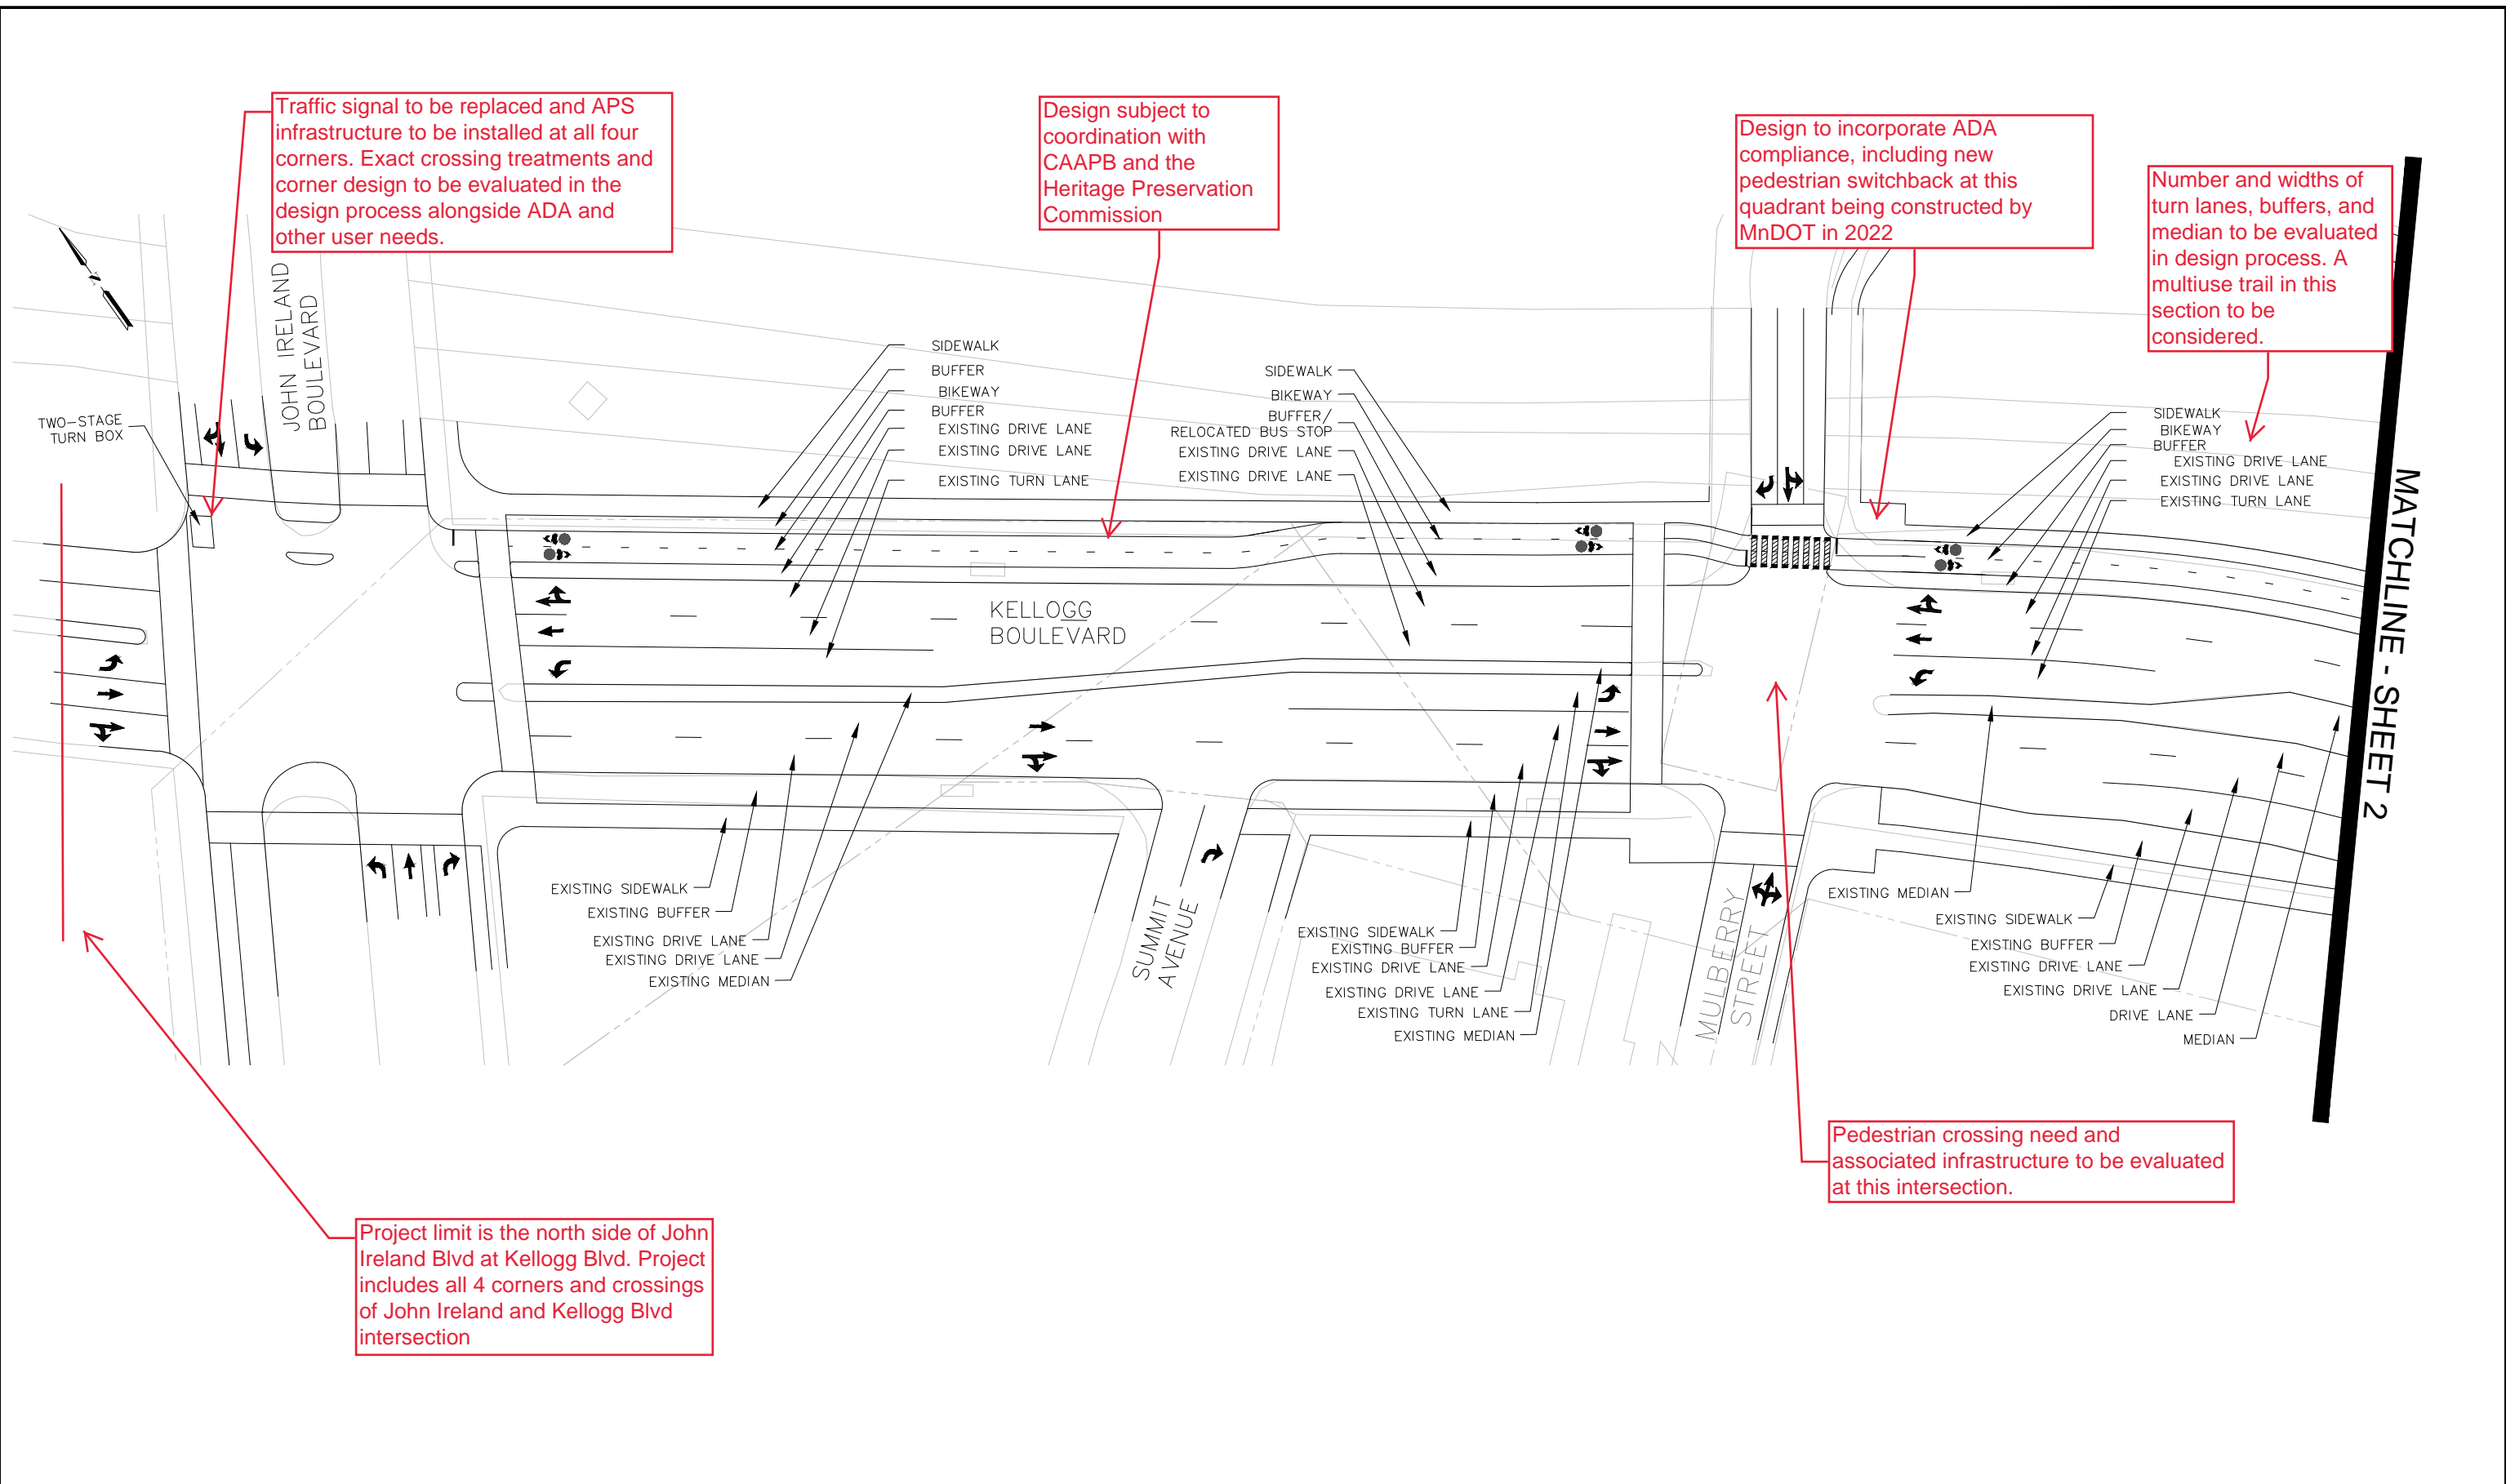 Traffic signal to be replaced and APS
infrastructure to be installed at all four
corners. Exact crossing treatments and
corner design to be evaluated in the
design process alongside ADA and
other user needs.
Design subject to
coordination with
CAAPB and the
Heritage Preservation
Commission
Design to incorporate ADA
compliance, including new
pedestrian switchback at this
quadrant being constructed by
MnDOT in 2022
Number and widths of
turn lanes, buffers, and
median to be evaluated
in design process. A
multiuse trail in this
section to be
considered.
JOHN IRELAND
BOULEVARD
TWO-STAGE
TURN BOX
SIDEWALK
BUFFER
BIKEWAY
BUFFER
EXISTING DRIVE LANE
EXISTING DRIVE LANE
EXISTING TURN LANE
SIDEWALK
BIKEWAY
BUFFER/
RELOCATED BUS STOP
EXISTING DRIVE LANE
EXISTING DRIVE LANE
SIDEWALK
BIKEWAY
BUFFER
EXISTING DRIVE LANE
EXISTING DRIVE LANE
EXISTING TURN LANE
MATCHLINE - SHEET 2
KELLOGG
BOULEVARD
EXISTING SIDEWALK
EXISTING BUFFER
EXISTING DRIVE LANE
EXISTING DRIVE LANE
EXISTING MEDIAN
SUMMIT
AVENUE
EXISTING SIDEWALK
EXISTING BUFFER
EXISTING DRIVE LANE
EXISTING DRIVE LANE
EXISTING TURN LANE
EXISTING MEDIAN
MULBERRY
STREET
EXISTING MEDIAN
EXISTING SIDEWALK
EXISTING BUFFER
EXISTING DRIVE LANE
EXISTING DRIVE LANE
DRIVE LANE
MEDIAN
Pedestrian crossing need and
associated infrastructure to be evaluated
at this intersection.
Project limit is the north side of John
Ireland Blvd at Kellogg Blvd. Project
includes all 4 corners and crossings
of John Ireland and Kellogg Blvd
intersection